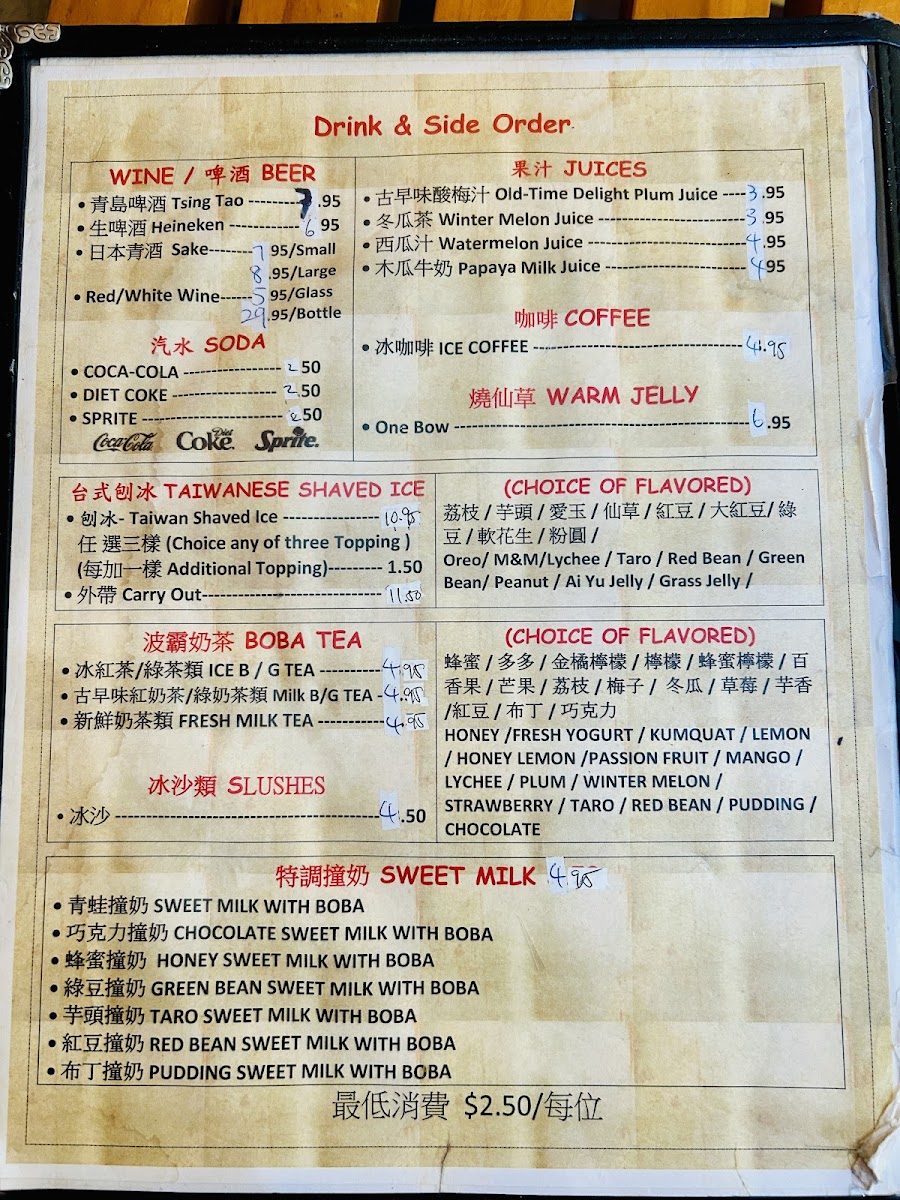 Drink & Side Order
WINE / 啤酒 BEER
• 青島啤酒 Tsing Tao ---------7.95
• 生啤酒 Heineken ------------6 95
• 日本青酒 Sake-------7 95/Small
8.95/Large
• Red/White Wine------5 95/Glass
29.95/Bottle
汽水 SODA
• COCA-COLA ------------------ 2 50
• DIET COKE ------------------- 2.50
• SPRITE ------------------------ 2 50
Coca-Cola Diet Coke Sprite.
果汁 JUICES
• 古早味酸梅汁 Old-Time Delight Plum Juice ----3.95
• 冬瓜茶 Winter Melon Juice -------------------------3.95
• 西瓜汁 Watermelon Juice --------------------------4.95
• 木瓜牛奶 Papaya Milk Juice -----------------------495
咖啡 COFFEE
• 冰咖啡 ICE COFFEE -----------------------------------4.95
燒仙草 WARM JELLY
• One Bow -------------------------------------------------6.95
台式刨冰 TAIWANESE SHAVED ICE
• 刨冰- Taiwan Shaved Ice ----------------10.95
任 選三樣 (Choice any of three Topping )
(每加一樣 Additional Topping)--------- 1.50
• 外帶 Carry Out------------------------------11.50
(CHOICE OF FLAVORED)
荔枝 / 芋頭 / 愛玉 / 仙草 / 紅豆 / 大紅豆/ 綠
豆 / 軟花生 / 粉圓 /
Oreo/ M&M/Lychee / Taro / Red Bean / Green
Bean/ Peanut / Ai Yu Jelly / Grass Jelly /
波霸奶茶 BOBA TEA
• 冰紅茶/綠茶類 ICE B / G TEA ----------4.95
• 古早味紅奶茶/綠奶茶類 Milk B/G TEA -4.95
• 新鮮奶茶類 FRESH MILK TEA -----------4.95
冰沙類 SLUSHES
• 冰沙 --------------------------------------------4.50
(CHOICE OF FLAVORED)
蜂蜜 / 多多 / 金橘檸檬 / 檸檬 / 蜂蜜檸檬 / 百
香果 / 芒果 / 荔枝 / 梅子 / 冬瓜 / 草莓 / 芋香
/紅豆 / 布丁 / 巧克力
HONEY /FRESH YOGURT / KUMQUAT / LEMON
/ HONEY LEMON /PASSION FRUIT / MANGO /
LYCHEE / PLUM / WINTER MELON /
STRAWBERRY / TARO / RED BEAN / PUDDING /
CHOCOLATE
特調撞奶 SWEET MILK 4.95
• 青蛙撞奶 SWEET MILK WITH BOBA
• 巧克力撞奶 CHOCOLATE SWEET MILK WITH BOBA
• 蜂蜜撞奶 HONEY SWEET MILK WITH BOBA
• 綠豆撞奶 GREEN BEAN SWEET MILK WITH BOBA
• 芋頭撞奶 TARO SWEET MILK WITH BOBA
• 紅豆撞奶 RED BEAN SWEET MILK WITH BOBA
• 布丁撞奶 PUDDING SWEET MILK WITH BOBA
最低消費 $2.50/每位